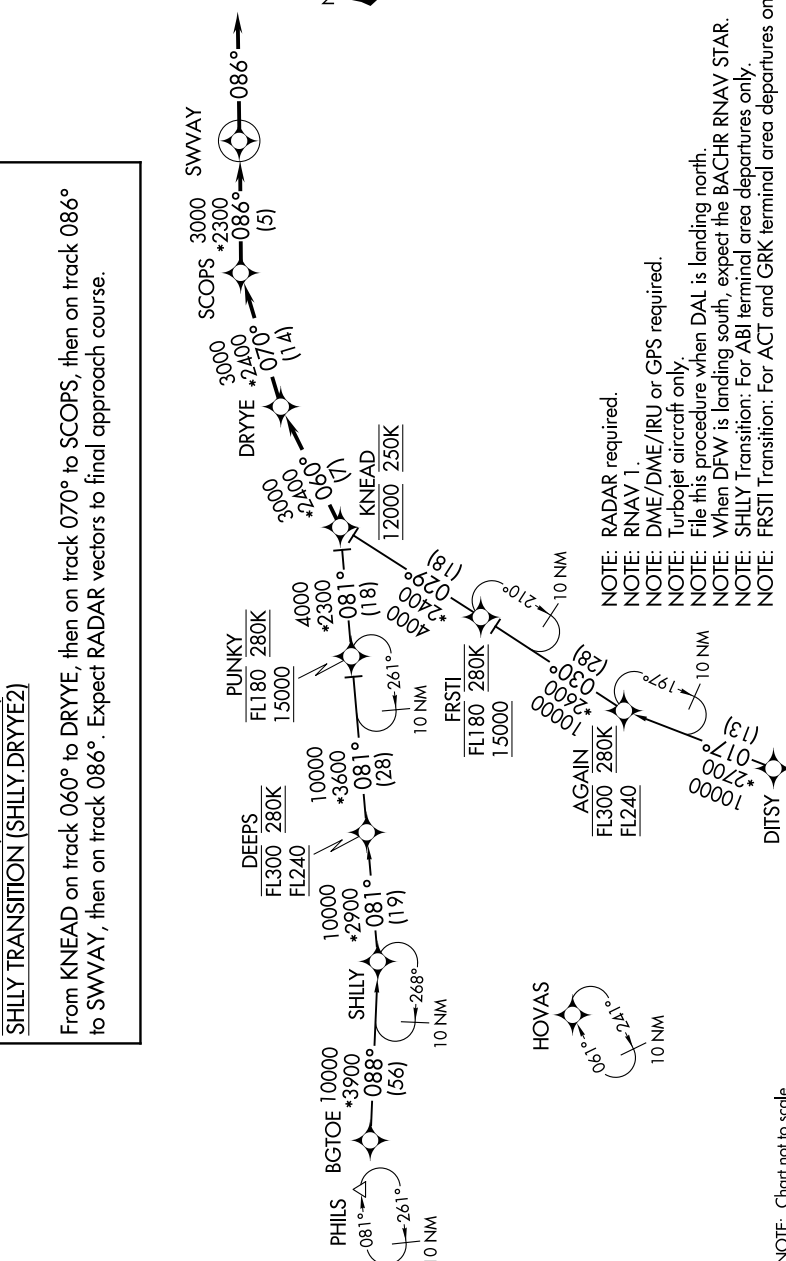 SHLLY TRANSITION (SHLLY.DRYYE2)
From KNEAD on track 060° to DRYYE, then on track 070° to SCOPS, then on track 086°
to SWVAY, then on track 086°. Expect RADAR vectors to final approach course.
PHILS
081°
261°
10 NM
BGTOE
10000
*3900
088°
(56)
SHLLY
268°
10 NM
10000
*2900
081°
(19)
DEEPS
FL300 280K
FL240
10000
*3600
081°
(28)
PUNKY
FL180 280K
15000
261°
10 NM
4000
*2300
081°
(18)
KNEAD
12000 250K
3000
*2400
060°
(7)
DRYYE
3000
*2400
070°
(14)
SCOPS
3000
*2300
086°
(5)
SWVAY
086°
4000
*2400
029°
(18)
FRSTI
FL180 280K
15000
210°
10 NM
10000
*2600
030°
(28)
AGAIN
FL300 280K
FL240
197°
10 NM
10000
*2700
017°
(13)
DITSY
HOVAS
061°
241°
10 NM
NOTE: RADAR required.
NOTE: RNAV 1.
NOTE: DME/DME/IRU or GPS required.
NOTE: Turbojet aircraft only.
NOTE: File this procedure when DAL is landing north.
NOTE: When DFW is landing south, expect the BACHR RNAV STAR.
NOTE: SHLLY Transition: For ABI terminal area departures only.
NOTE: FRSTI Transition: For ACT and GRK terminal area departures on
NOTE: Chart not to scale